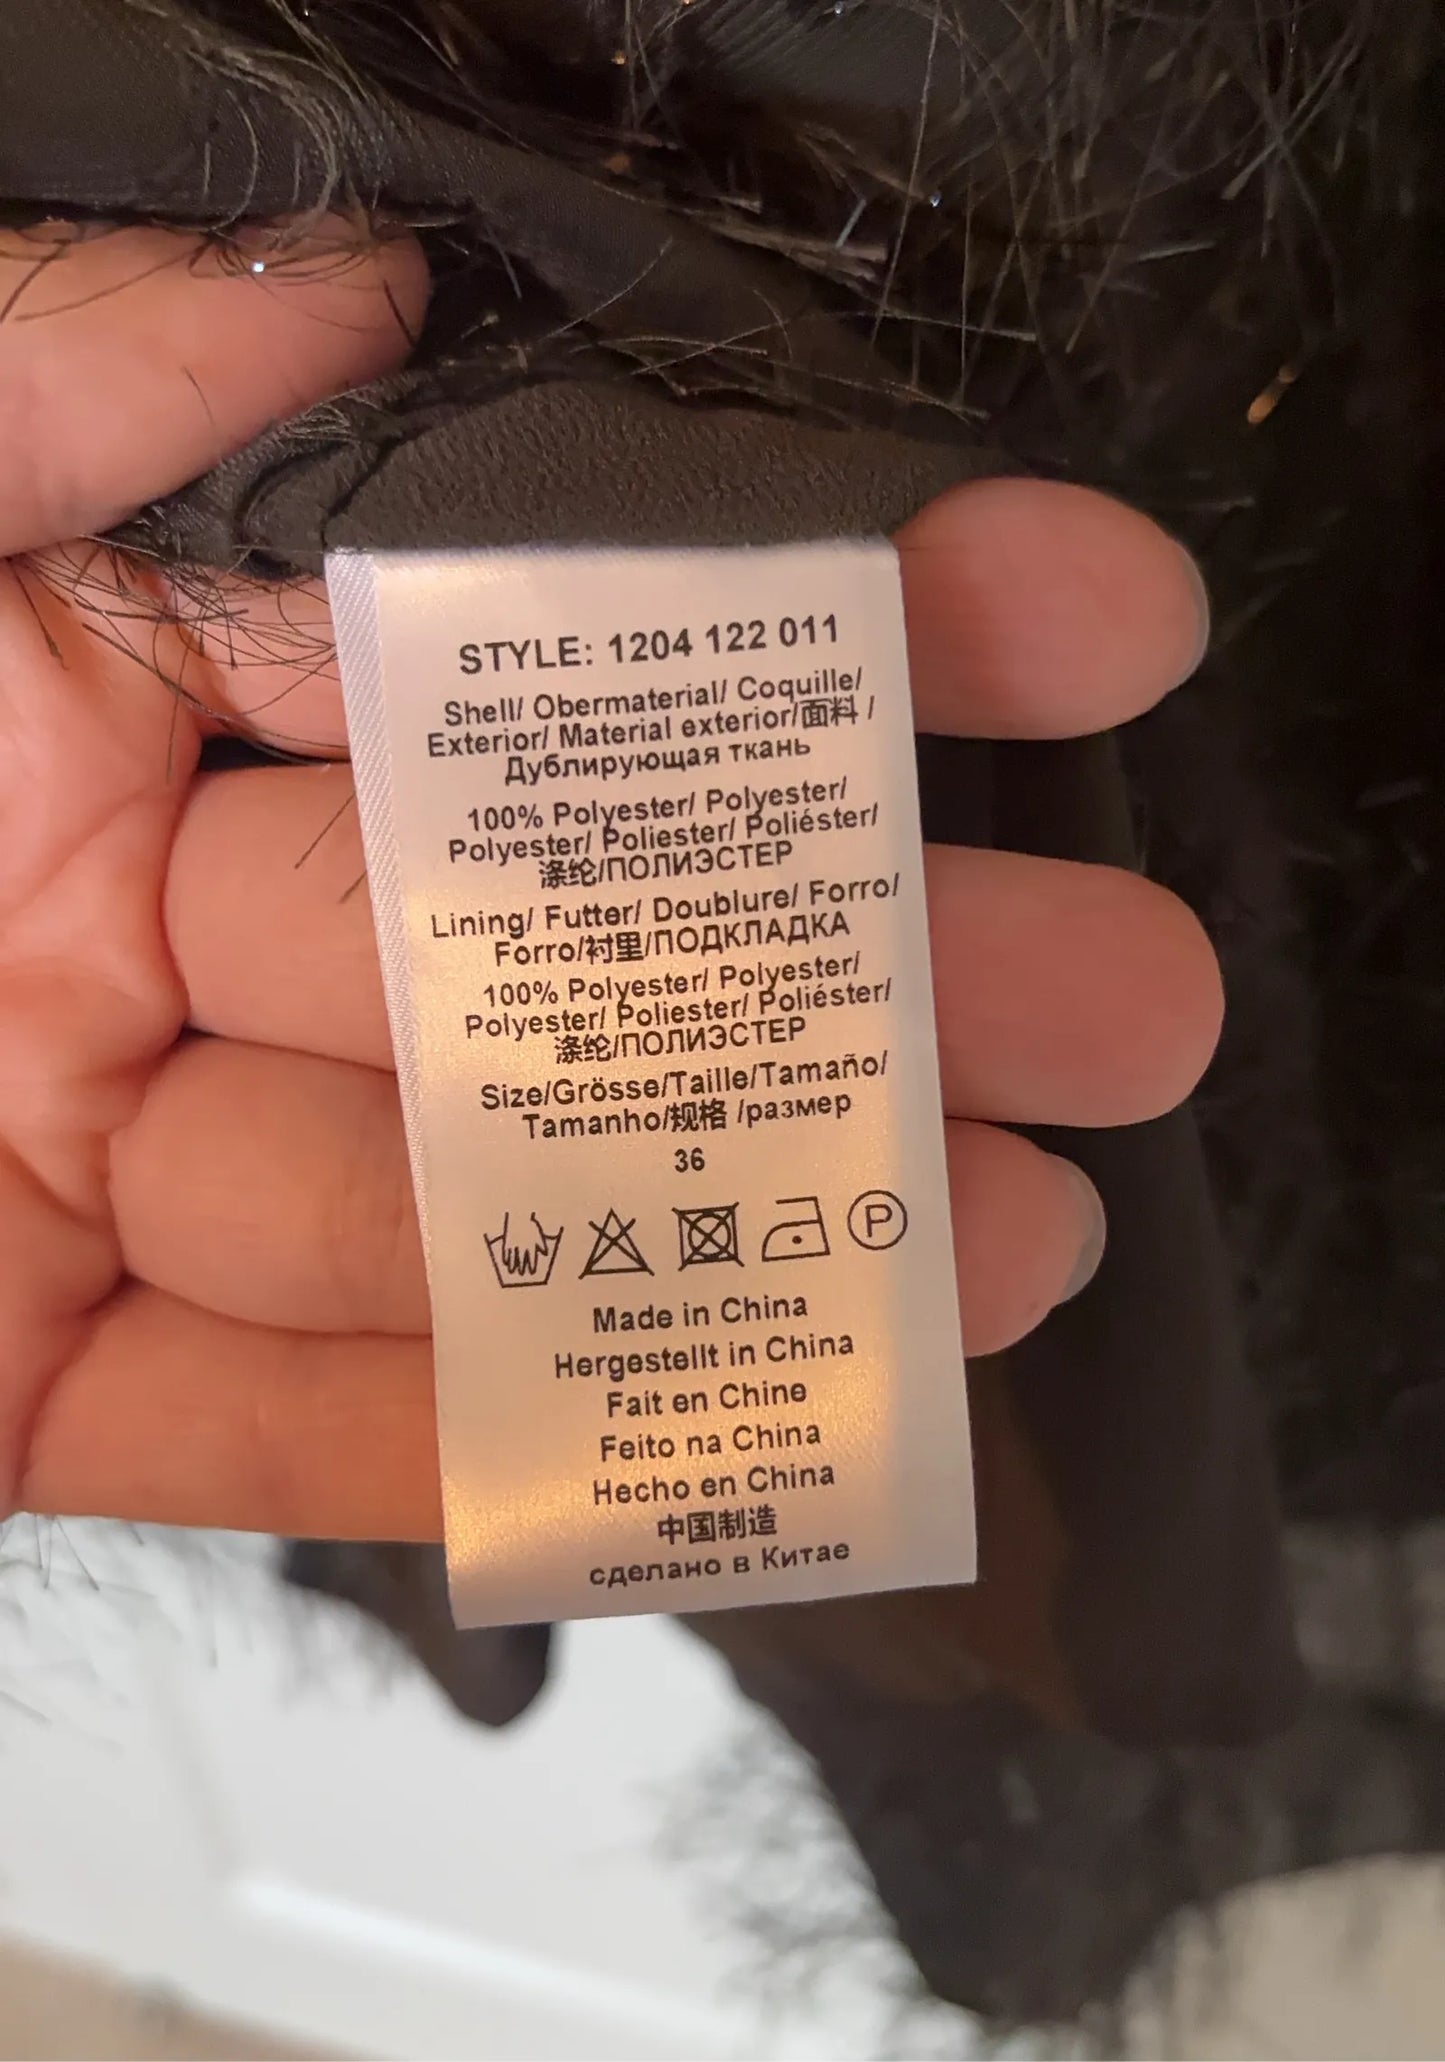 STYLE: 1204 122 011
Shell/ Obermaterial/ Coquille/
Exterior/ Material exterior/面料 /
Дублирующая ткань
100% Polyester/ Polyester/
Polyester/ Poliester/ Poliéster/
涤纶/ПОЛИЭСТЕР
Lining/ Futter/ Doublure/ Forro/
Forro/衬里/ПОДКЛАДКА
100% Polyester/ Polyester/
Polyester/ Poliester/ Poliéster/
涤纶/ПОЛИЭСТЕР
Size/Grösse/Taille/Tamaño/
Tamanho/规格 /размер
36
P
Made in China
Hergestellt in China
Fait en Chine
Feito na China
Hecho en China
中国制造
сделано в Китае